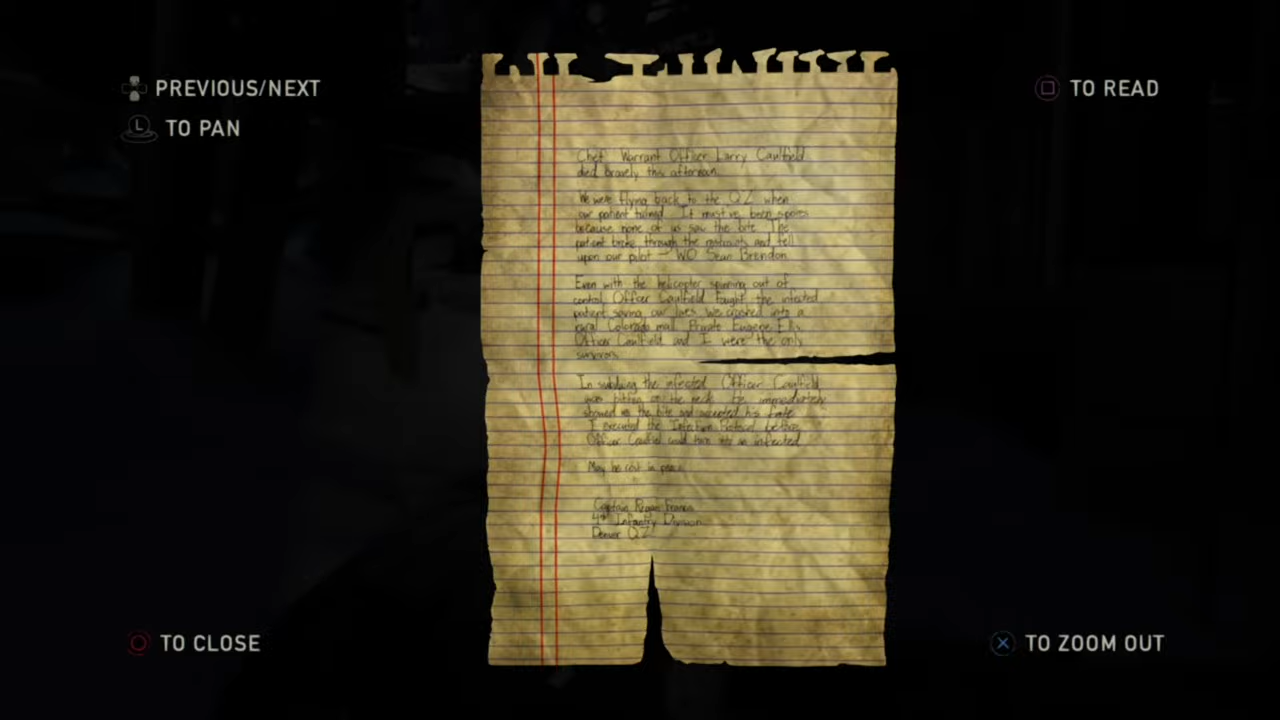 PREVIOUS/NEXT
L TO PAN
TO READ
Chief Warrant Officer Larry Caulfield
died bravely this afternoon.
We were flying back to the QZ when
our patient turned. It must've been spores
because none of us saw the bite. The
patient broke through the restraints and fell
upon our pilot - WO Sean Brendon.
Even with the helicopter spinning out of
control, Officer Caulfield fought the infected
patient saving our lives. We crashed into a
rural Colorado mall. Private Eugene Ellis,
Officer Caulfield and I were the only
survivors.
In subduing the infected, Officer Caulfield
was bitten on the neck. He immediately
showed us the bite and accepted his fate.
I executed the Infection Protocol before
Officer Caulfield could turn into an infected.
May he rest in peace.
Captain Regan
4th Infantry Division
Denver QZ
TO CLOSE
TO ZOOM OUT